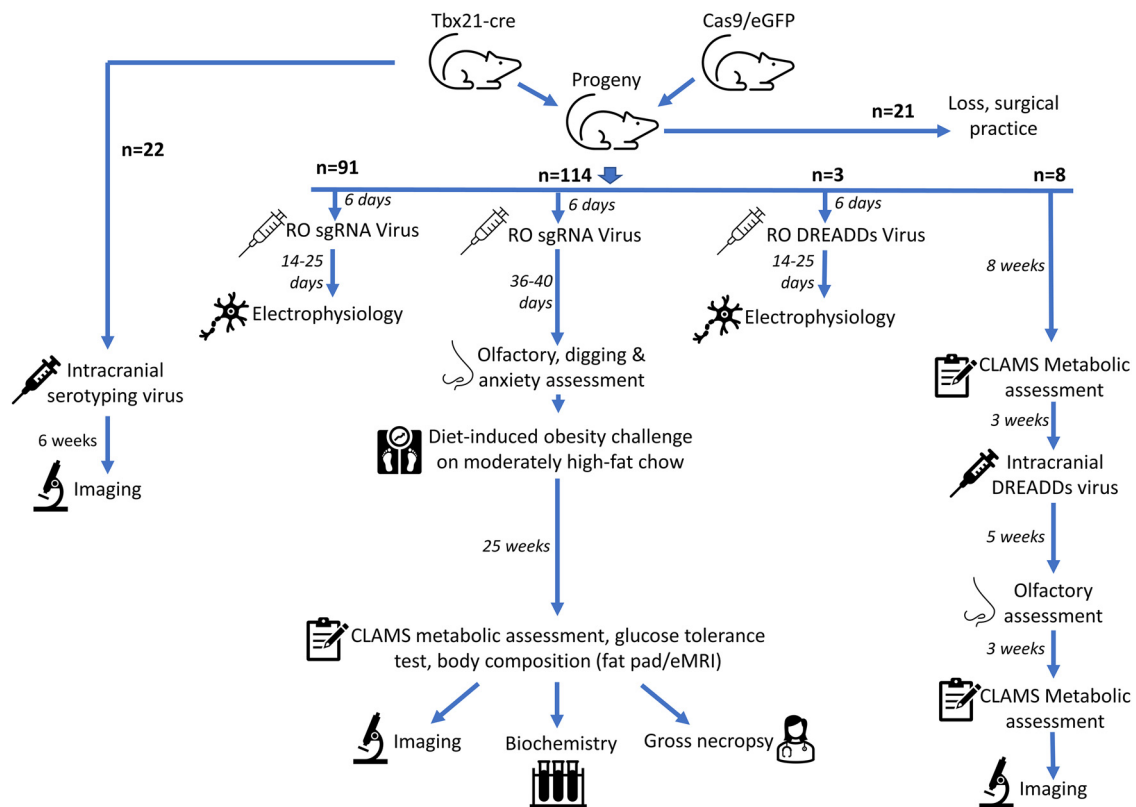 Tbx21-cre
Cas9/eGFP
Progeny
n=21
Loss, surgical
practice
n=22
Intracranial
serotyping virus
6 weeks
Imaging
n=91
6 days
RO sgRNA Virus
14-25
days
Electrophysiology
n=114
6 days
RO sgRNA Virus
36-40
days
Olfactory, digging &
anxiety assessment
Diet-induced obesity challenge
on moderately high-fat chow
25 weeks
CLAMS metabolic assessment, glucose tolerance
test, body composition (fat pad/eMRI)
Imaging
Biochemistry
Gross necropsy
n=3
6 days
RO DREADDs Virus
14-25
days
Electrophysiology
n=8
8 weeks
CLAMS Metabolic
assessment
3 weeks
Intracranial
DREADDs virus
5 weeks
Olfactory
assessment
3 weeks
CLAMS Metabolic
assessment
Imaging